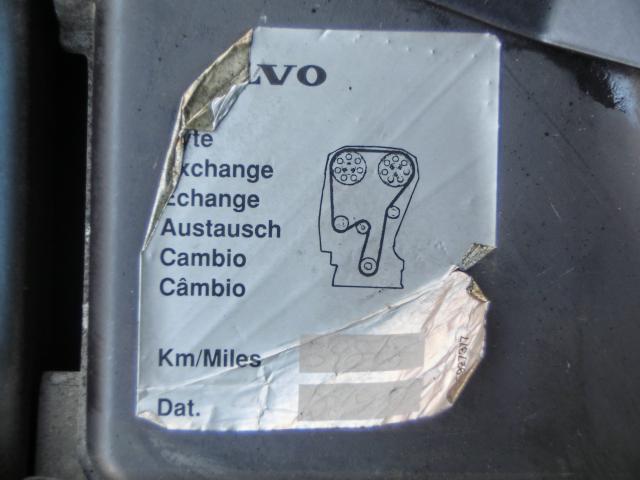 LVO
yte
xchange
Echange
Austausch
Cambio
Câmbio
Km/Miles
Dat.